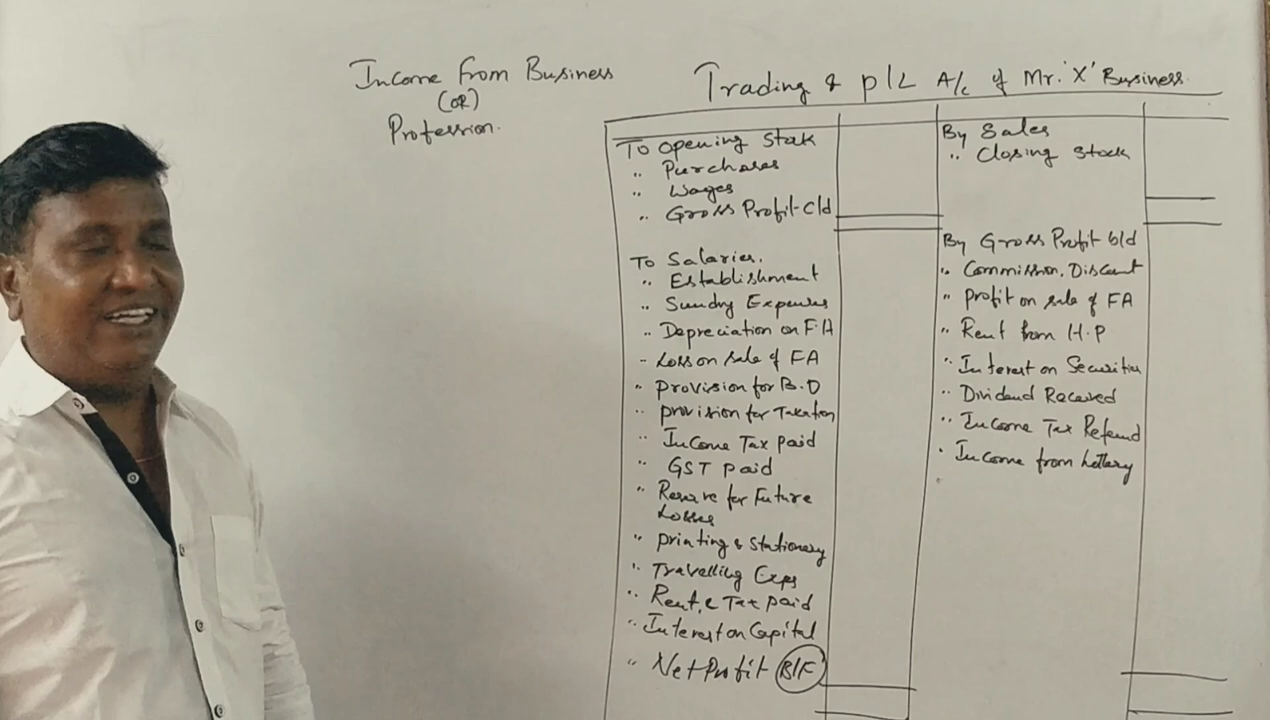 Income from Business
(OR)
Profession.
Trading & P/L A/c of Mr. 'X' Business.
To Opening Stock
" Purchases
" Wages
" Gross Profit C/d
To Salaries.
" Establishment
" Sundry Expenses
" Depreciation on F.A
" Loss on sale of FA
" Provision for B.D
" provision for Taxation
" Income Tax paid
" GST paid
" Reserve for Future
Losses
" printing & Stationery
" Travelling Exps
" Rent & Tax paid
" Interest on Capital
" Net Profit B/F
By Sales
" Closing Stock
By Gross Profit b/d
" Commission. Discount
" Profit on sale of FA
" Rent from H.P
" Interest on Securities
" Dividend Received
" Income Tax Refund
" Income from Lottery